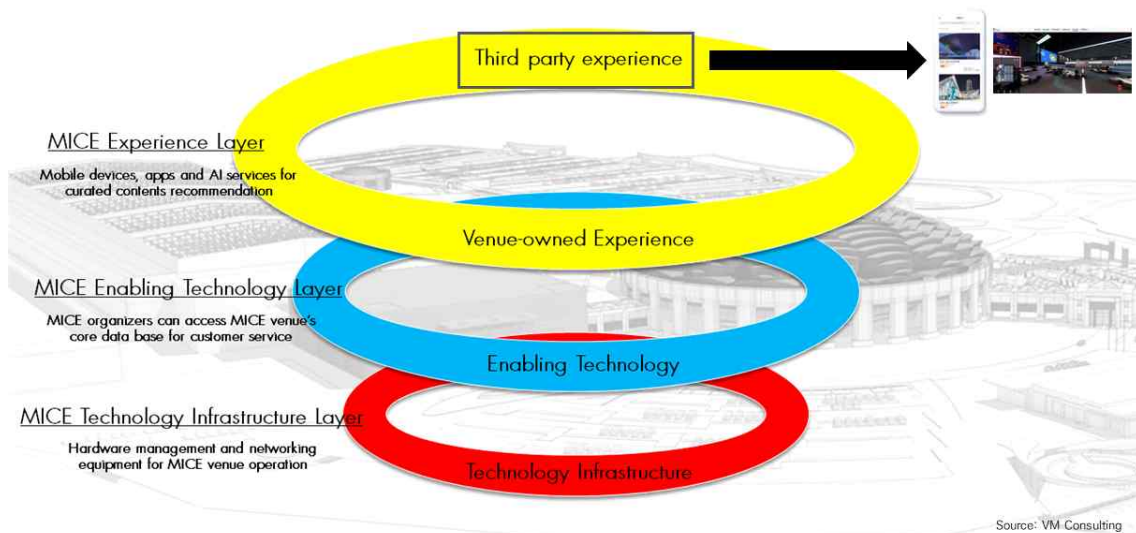 Third party experience
MICE Experience Layer
Mobile devices, apps and AI services for
curated contents recommendation
Venue-owned Experience
MICE Enabling Technology Layer
MICE organizers can access MICE venue's
core data base for customer service
Enabling Technology
MICE Technology Infrastructure Layer
Hardware management and networking
equipment for MICE venue operation
Technology Infrastructure
Source: VM Consulting